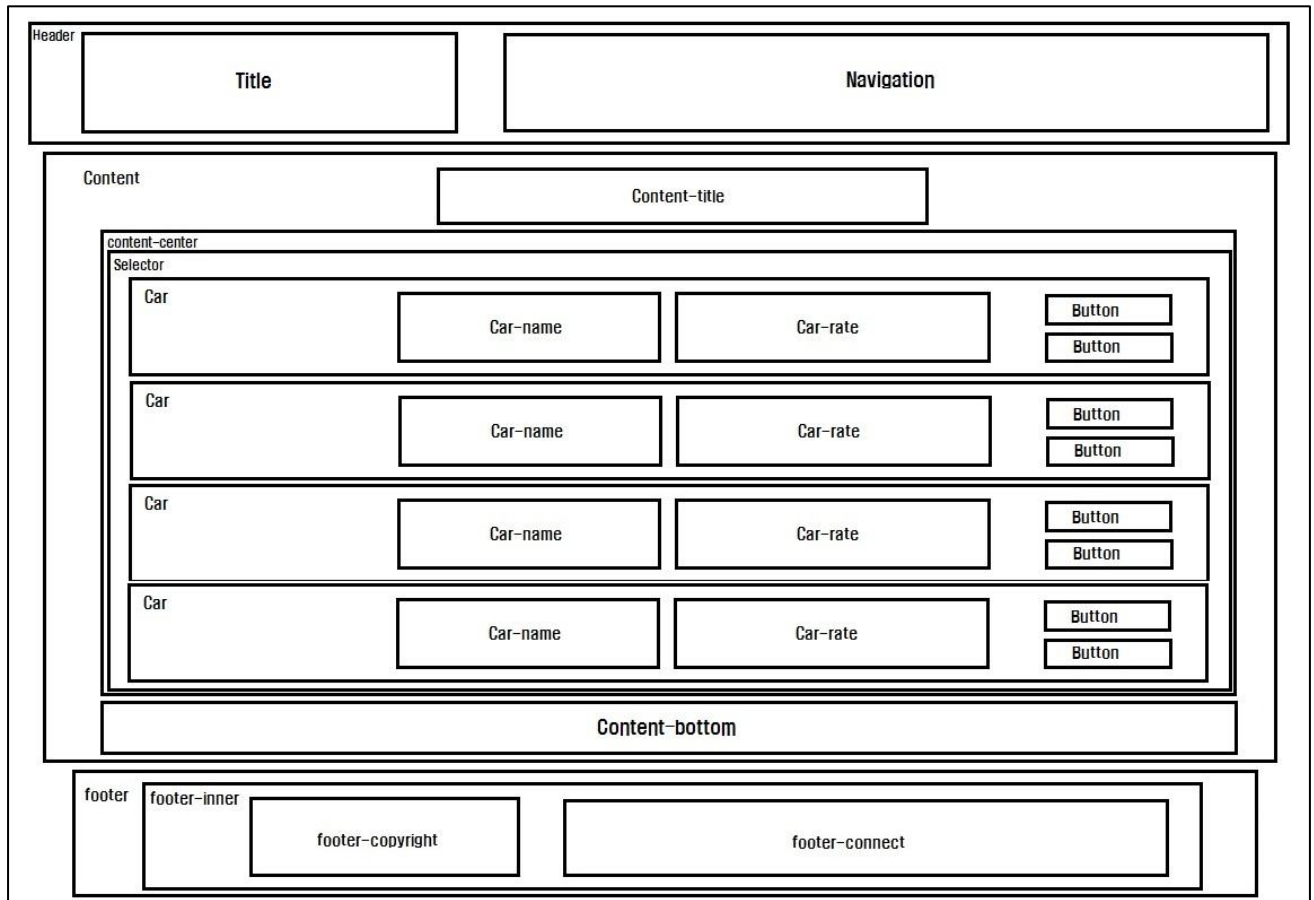 Header
Title
Navigation
Content
Content-title
content-center
Selector
Car
Car-name
Car-rate
Button
Button
Car
Car-name
Car-rate
Button
Button
Car
Car-name
Car-rate
Button
Button
Car
Car-name
Car-rate
Button
Button
Content-bottom
footer
footer-inner
footer-copyright
footer-connect